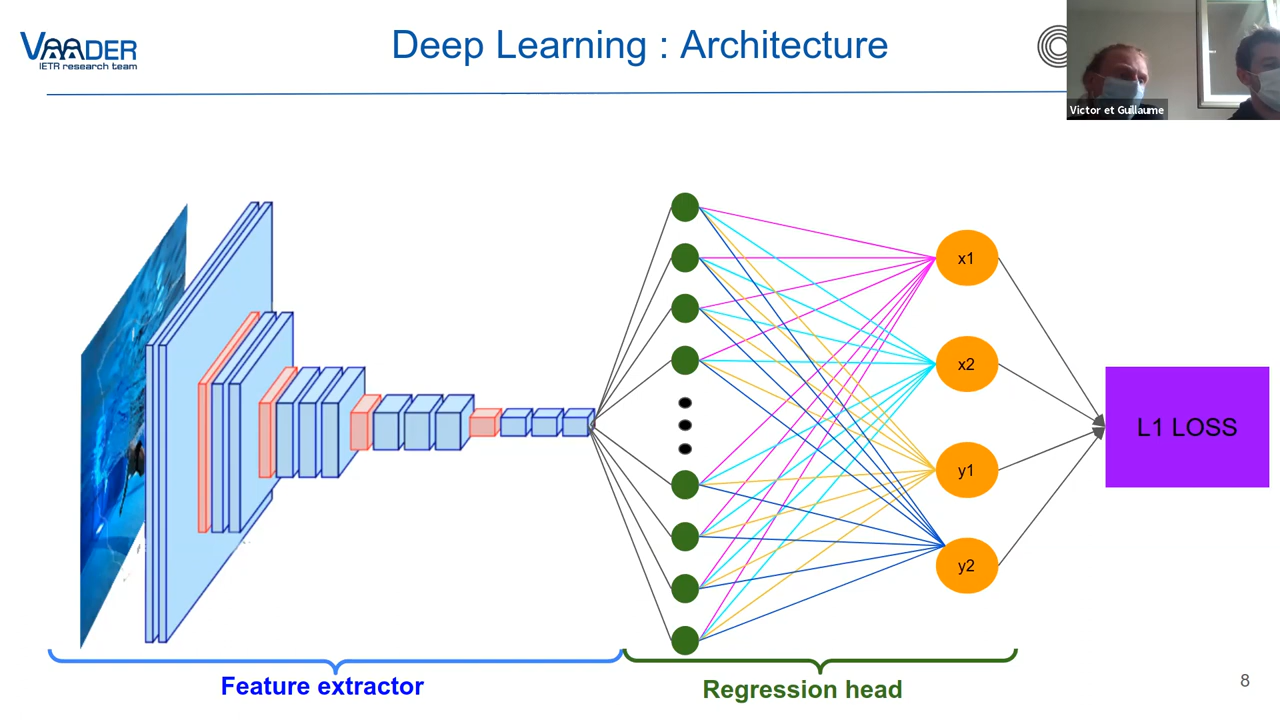 VAADER
IETR research team
Deep Learning : Architecture
Victor et Guillaume
x1
x2
y1
y2
L1 LOSS
Feature extractor
Regression head
8